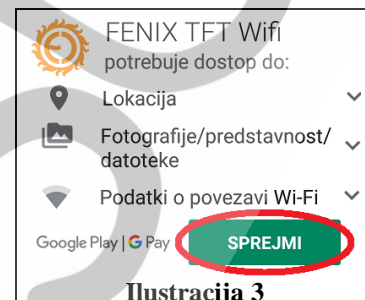 FENIX TFT Wifi
potrebuje dostop do:
Lokacija
Fotografije/predstavnost/
datoteke
Podatki o povezavi Wi-Fi
Google Play | G Pay
SPREJMI
Ilustracija 3